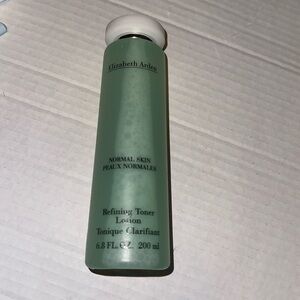 Elizabeth Arden
NORMAL SKIN
PEAUX NORMALES
Refining Toner
Lotion
Tonique Clarifiant
6.8 FL. OZ. 200 ml